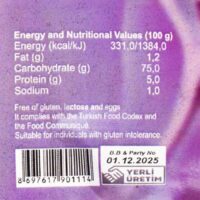 Energy and Nutritional Values (100 g)
Energy (kcal/kJ) 331,0/1384,0
Fat (g) 1,2
Carbohydrate (g) 75,0
Protein (g) 5,0
Sodium (g) 1,0
Free of gluten, lactose and eggs
It complies with the Turkish Food Codex and
the Food Communiqué.
Suitable for individuals with gluten intolerance.
B.B & Party No
01.12.2025
8 697617 901114
YERLİ
ÜRETİM